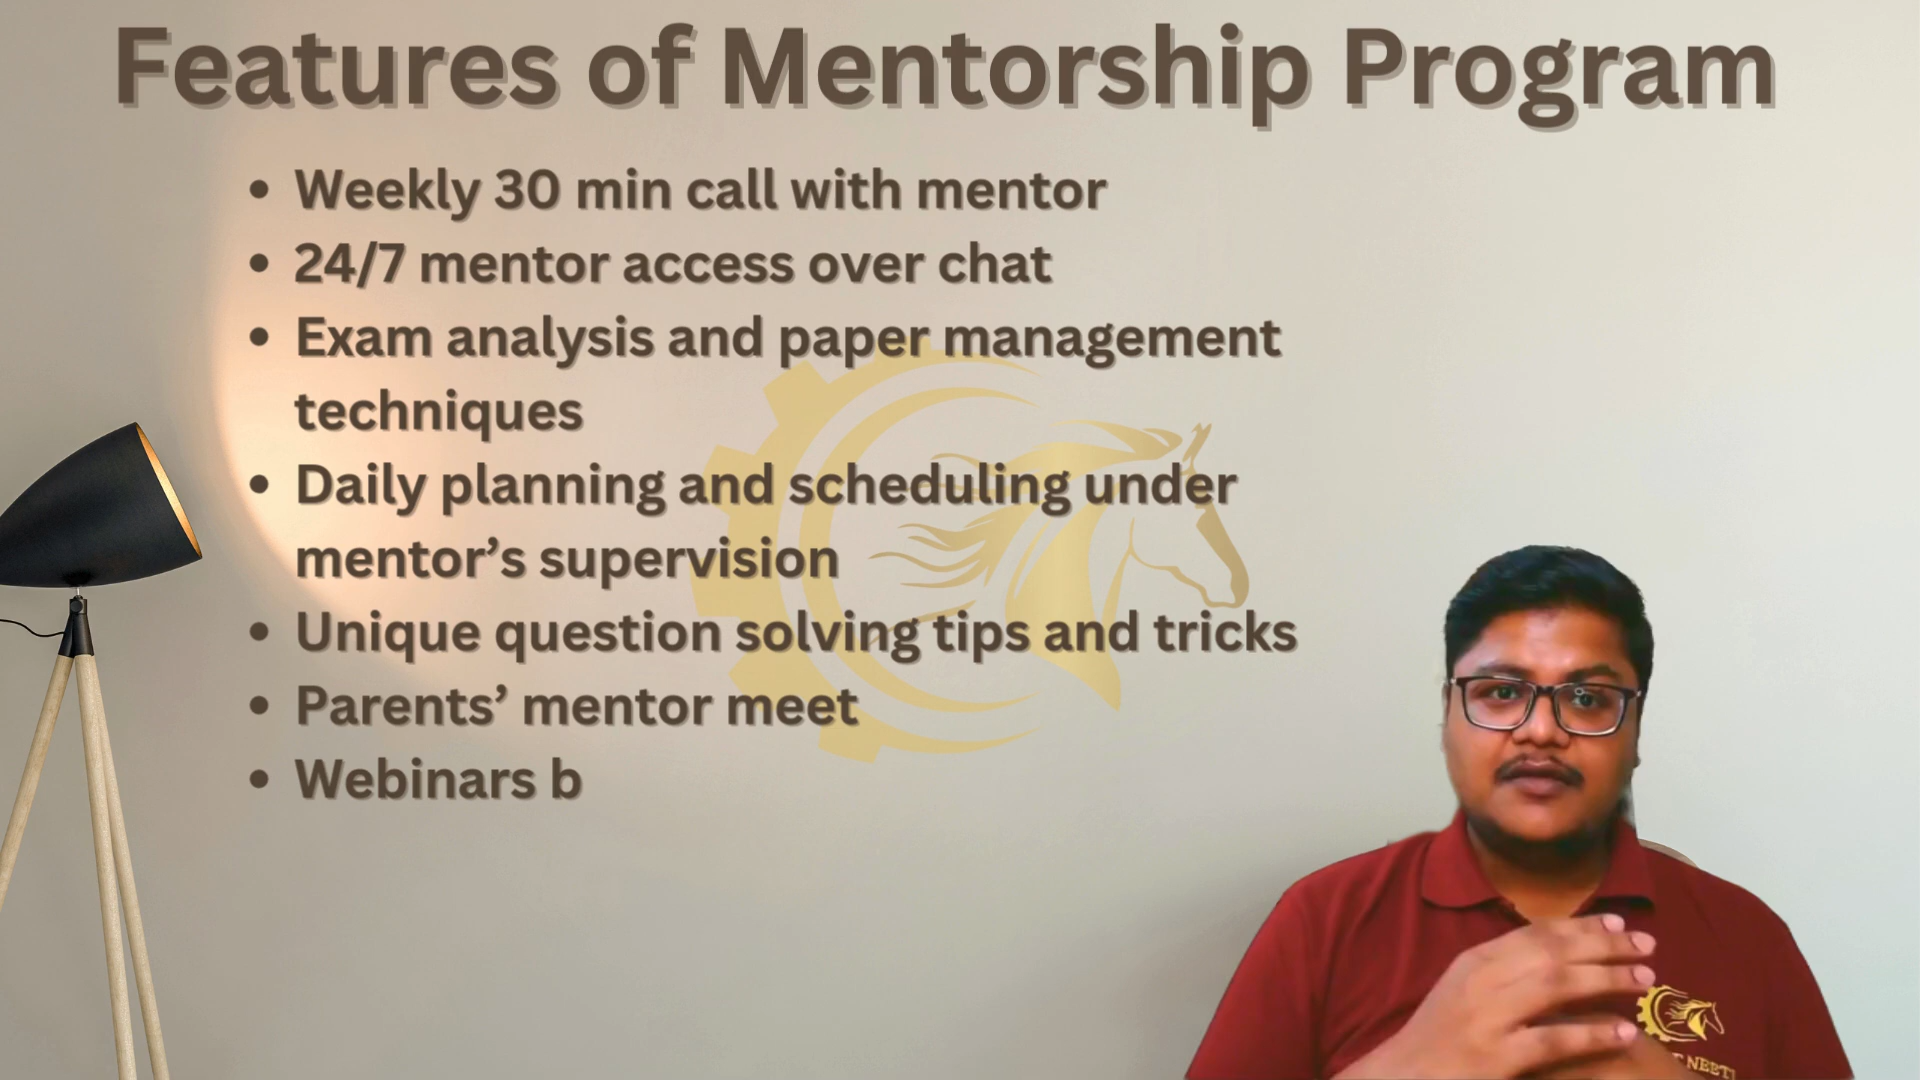 Features of Mentorship Program
• Weekly 30 min call with mentor
• 24/7 mentor access over chat
• Exam analysis and paper management
techniques
• Daily planning and scheduling under
mentor’s supervision
• Unique question solving tips and tricks
• Parents’ mentor meet
• Webinars b